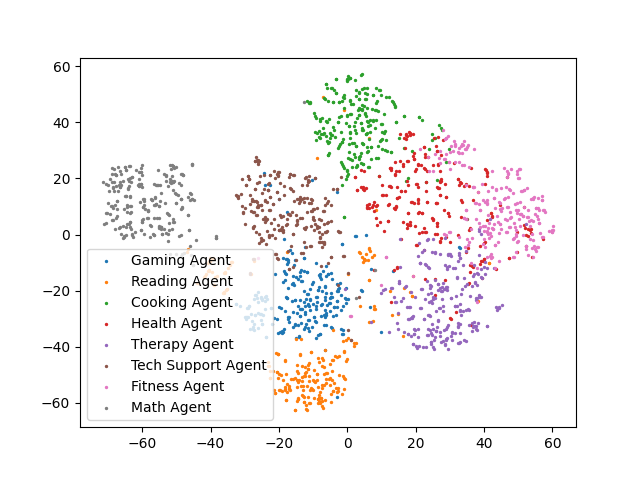 60
40
20
0
−20
−40
−60
Gaming Agent
Reading Agent
Cooking Agent
Health Agent
Therapy Agent
Tech Support Agent
Fitness Agent
Math Agent
−60 −40 −20 0 20 40 60